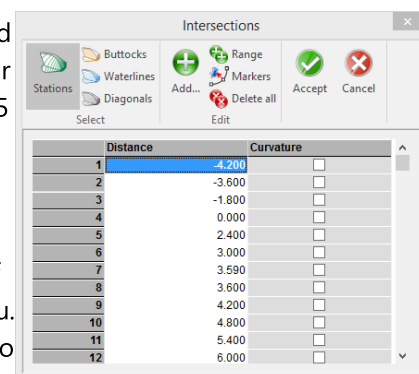 Intersections
d
r
5
u.
o
Stations
Buttocks
Waterlines
Diagonals
Select
Add...
Range
Markers
Delete all
Edit
Accept
Cancel
Distance Curvature
1 -4.200
2 -3.600
3 -1.800
4 0.000
5 2.400
6 3.000
7 3.590
8 3.600
9 4.200
10 4.800
11 5.400
12 6.000